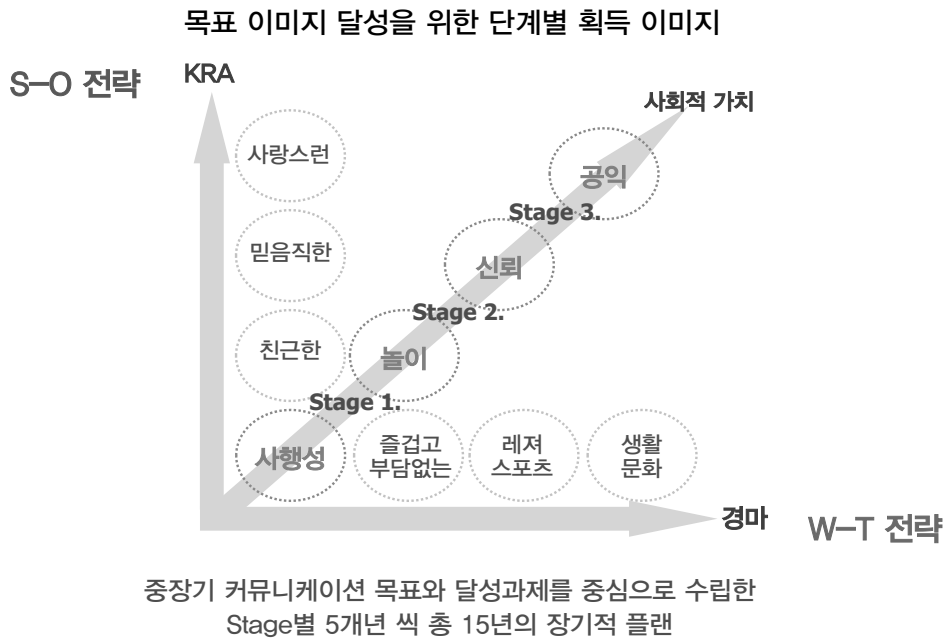 목표 이미지 달성을 위한 단계별 획득 이미지
S-O 전략
KRA
사회적 가치
사랑스런
공익
Stage 3.
믿음직한
신뢰
Stage 2.
친근한
놀이
Stage 1.
사행성
즐겁고
부담없는
레져
스포츠
생활
문화
경마
W-T 전략
중장기 커뮤니케이션 목표와 달성과제를 중심으로 수립한
Stage별 5개년 씩 총 15년의 장기적 플랜